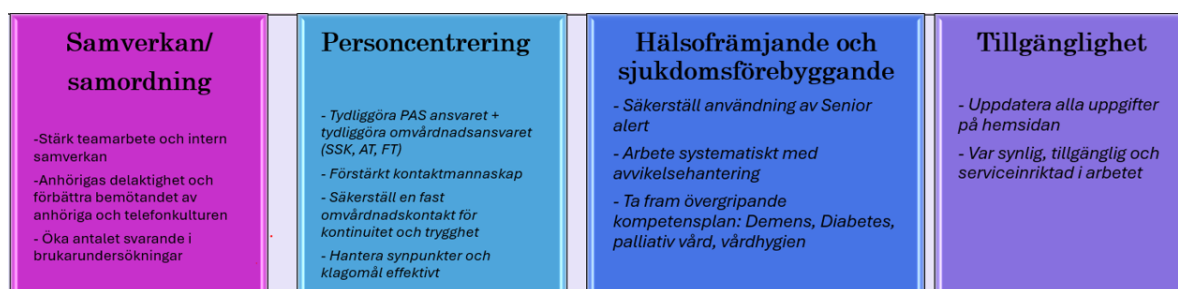 Samverkan/
samordning
-Stärk teamarbete och intern
samverkan
-Anhörigas delaktighet och
förbättra bemötandet av
anhöriga och telefonkulturen
- Öka antalet svarande i
brukarundersökningar
Personcentrering
- Tydliggöra PAS ansvaret +
tydliggöra omvårdnadsansvaret
(SSK, AT, FT)
- Förstärkt kontaktmannaskap
- Säkerställ en fast
omvårdnadskontakt för
kontinuitet och trygghet
- Hantera synpunkter och
klagomål effektivt
Hälsofrämjande och
sjukdomsförebyggande
- Säkerställ användning av Senior
alert
- Arbete systematiskt med
avvikelsehantering
- Ta fram övergripande
kompetensplan: Demens, Diabetes,
palliativ vård, vårdhygien
Tillgänglighet
- Uppdatera alla uppgifter
på hemsidan
- Var synlig, tillgänglig och
serviceinriktad i arbetet